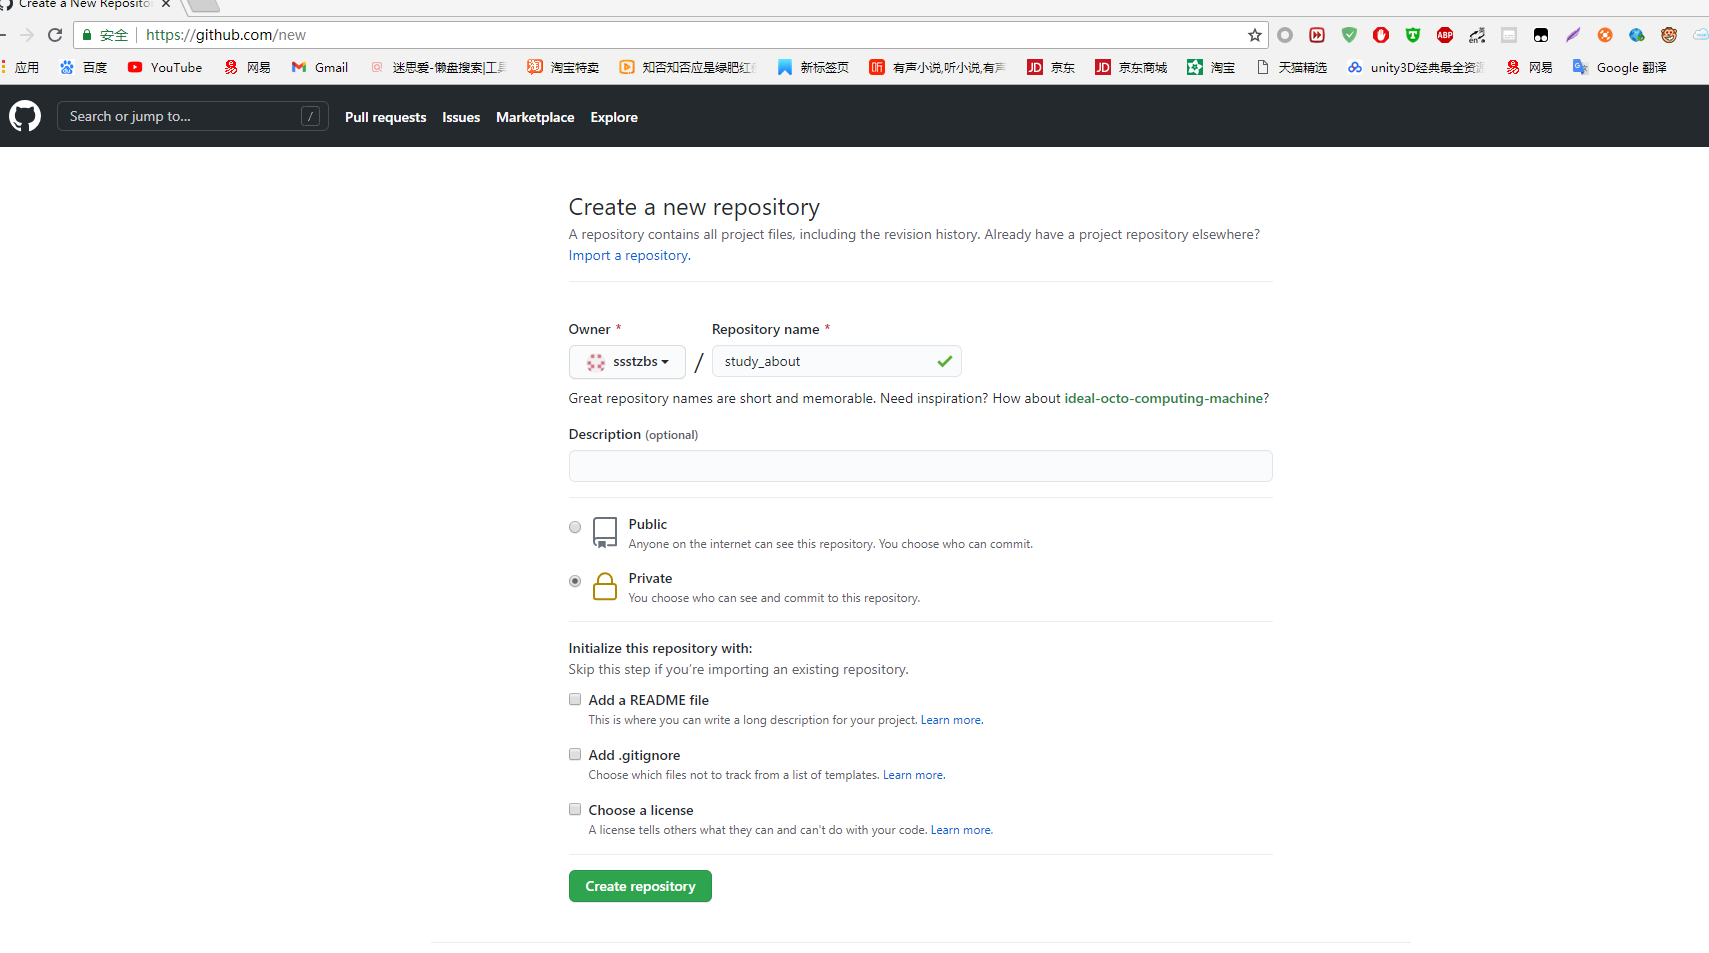 Create a New Reposito
安全 https://github.com/new
应用 百度 YouTube 网易 Gmail 迷思爱-懒盘搜索|工具 淘宝特卖 知否知否应是绿肥红 新标签页 有声小说,听小说,有声 京东 京东商城 淘宝 天猫精选 unity3D经典最全资源 网易 Google 翻译
Search or jump to... / Pull requests Issues Marketplace Explore
Create a new repository
A repository contains all project files, including the revision history. Already have a project repository elsewhere?
Import a repository.
Owner * Repository name *
ssstzbs / study_about
Great repository names are short and memorable. Need inspiration? How about ideal-octo-computing-machine?
Description (optional)
Public
Anyone on the internet can see this repository. You choose who can commit.
Private
You choose who can see and commit to this repository.
Initialize this repository with:
Skip this step if you're importing an existing repository.
Add a README file
This is where you can write a long description for your project. Learn more.
Add .gitignore
Choose which files not to track from a list of templates. Learn more.
Choose a license
A license tells others what they can and can't do with your code. Learn more.
Create repository